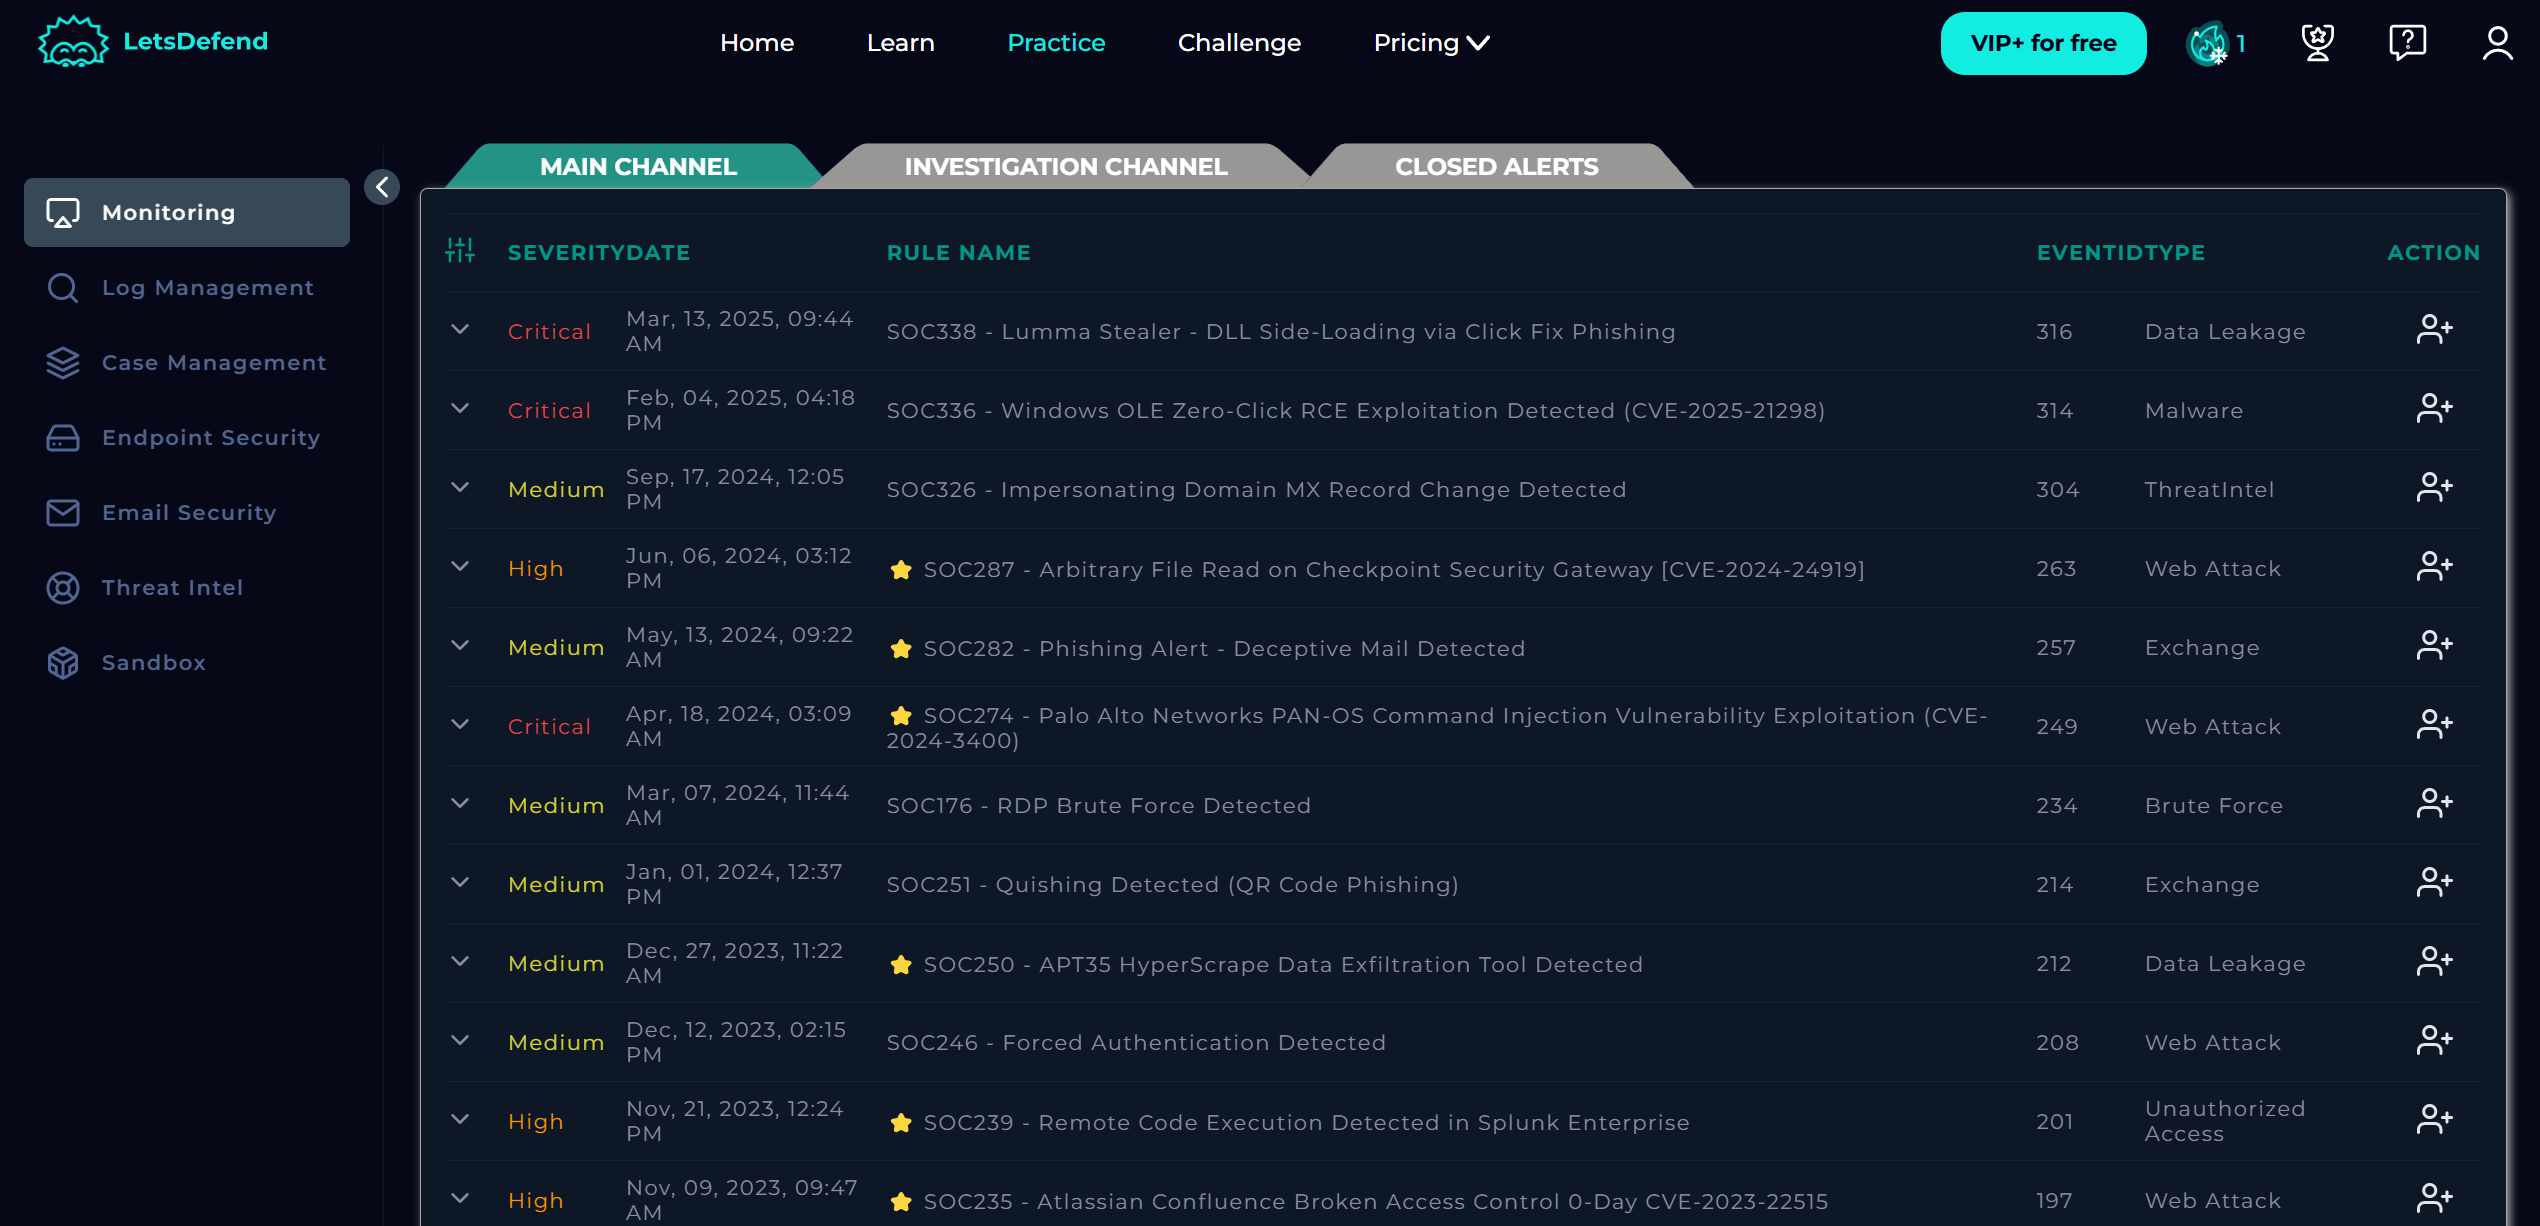 LetsDefend
Home Learn Practice Challenge Pricing VIP+ for free 1
Monitoring
Log Management
Case Management
Endpoint Security
Email Security
Threat Intel
Sandbox
MAIN CHANNEL INVESTIGATION CHANNEL CLOSED ALERTS
SEVERITY DATE RULE NAME EVENTID TYPE ACTION
Critical Mar, 13, 2025, 09:44 AM SOC338 - Lumma Stealer - DLL Side-Loading via Click Fix Phishing 316 Data Leakage
Critical Feb, 04, 2025, 04:18 PM SOC336 - Windows OLE Zero-Click RCE Exploitation Detected (CVE-2025-21298) 314 Malware
Medium Sep, 17, 2024, 12:05 PM SOC326 - Impersonating Domain MX Record Change Detected 304 ThreatIntel
High Jun, 06, 2024, 03:12 PM SOC287 - Arbitrary File Read on Checkpoint Security Gateway [CVE-2024-24919] 263 Web Attack
Medium May, 13, 2024, 09:22 AM SOC282 - Phishing Alert - Deceptive Mail Detected 257 Exchange
Critical Apr, 18, 2024, 03:09 AM SOC274 - Palo Alto Networks PAN-OS Command Injection Vulnerability Exploitation (CVE-2024-3400) 249 Web Attack
Medium Mar, 07, 2024, 11:44 AM SOC176 - RDP Brute Force Detected 234 Brute Force
Medium Jan, 01, 2024, 12:37 PM SOC251 - Quishing Detected (QR Code Phishing) 214 Exchange
Medium Dec, 27, 2023, 11:22 AM SOC250 - APT35 HyperScrape Data Exfiltration Tool Detected 212 Data Leakage
Medium Dec, 12, 2023, 02:15 PM SOC246 - Forced Authentication Detected 208 Web Attack
High Nov, 21, 2023, 12:24 PM SOC239 - Remote Code Execution Detected in Splunk Enterprise 201 Unauthorized Access
High Nov, 09, 2023, 09:47 AM SOC235 - Atlassian Confluence Broken Access Control 0-Day CVE-2023-22515 197 Web Attack